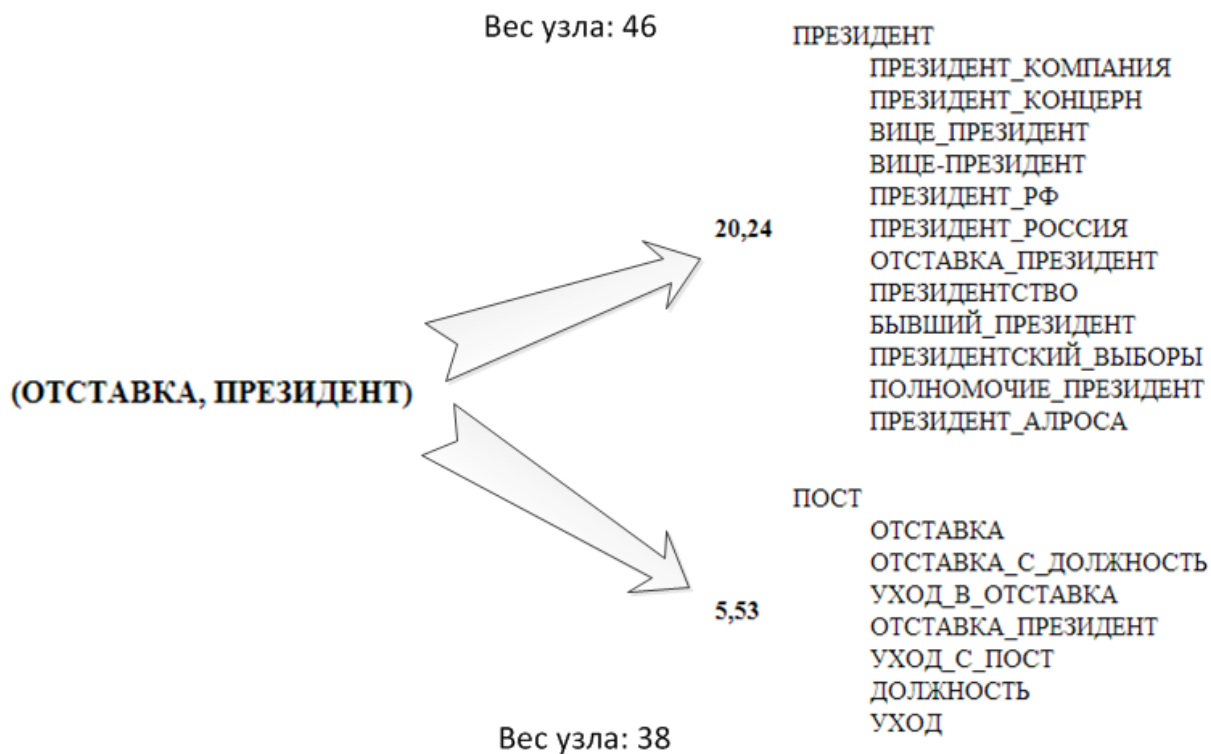 Вес узла: 46
ПРЕЗИДЕНТ
ПРЕЗИДЕНТ_КОМПАНИЯ
ПРЕЗИДЕНТ_КОНЦЕРН
ВИЦЕ_ПРЕЗИДЕНТ
ВИЦЕ-ПРЕЗИДЕНТ
ПРЕЗИДЕНТ_РФ
20,24
ПРЕЗИДЕНТ_РОССИЯ
ОТСТАВКА_ПРЕЗИДЕНТ
ПРЕЗИДЕНТСТВО
БЫВШИЙ_ПРЕЗИДЕНТ
ПРЕЗИДЕНТСКИЙ_ВЫБОРЫ
ПОЛНОМОЧИЕ_ПРЕЗИДЕНТ
ПРЕЗИДЕНТ_АЛРОСА
(ОТСТАВКА, ПРЕЗИДЕНТ)
ПОСТ
ОТСТАВКА
ОТСТАВКА_С_ДОЛЖНОСТЬ
УХОД_В_ОТСТАВКА
5,53
ОТСТАВКА_ПРЕЗИДЕНТ
УХОД_С_ПОСТ
ДОЛЖНОСТЬ
УХОД
Вес узла: 38